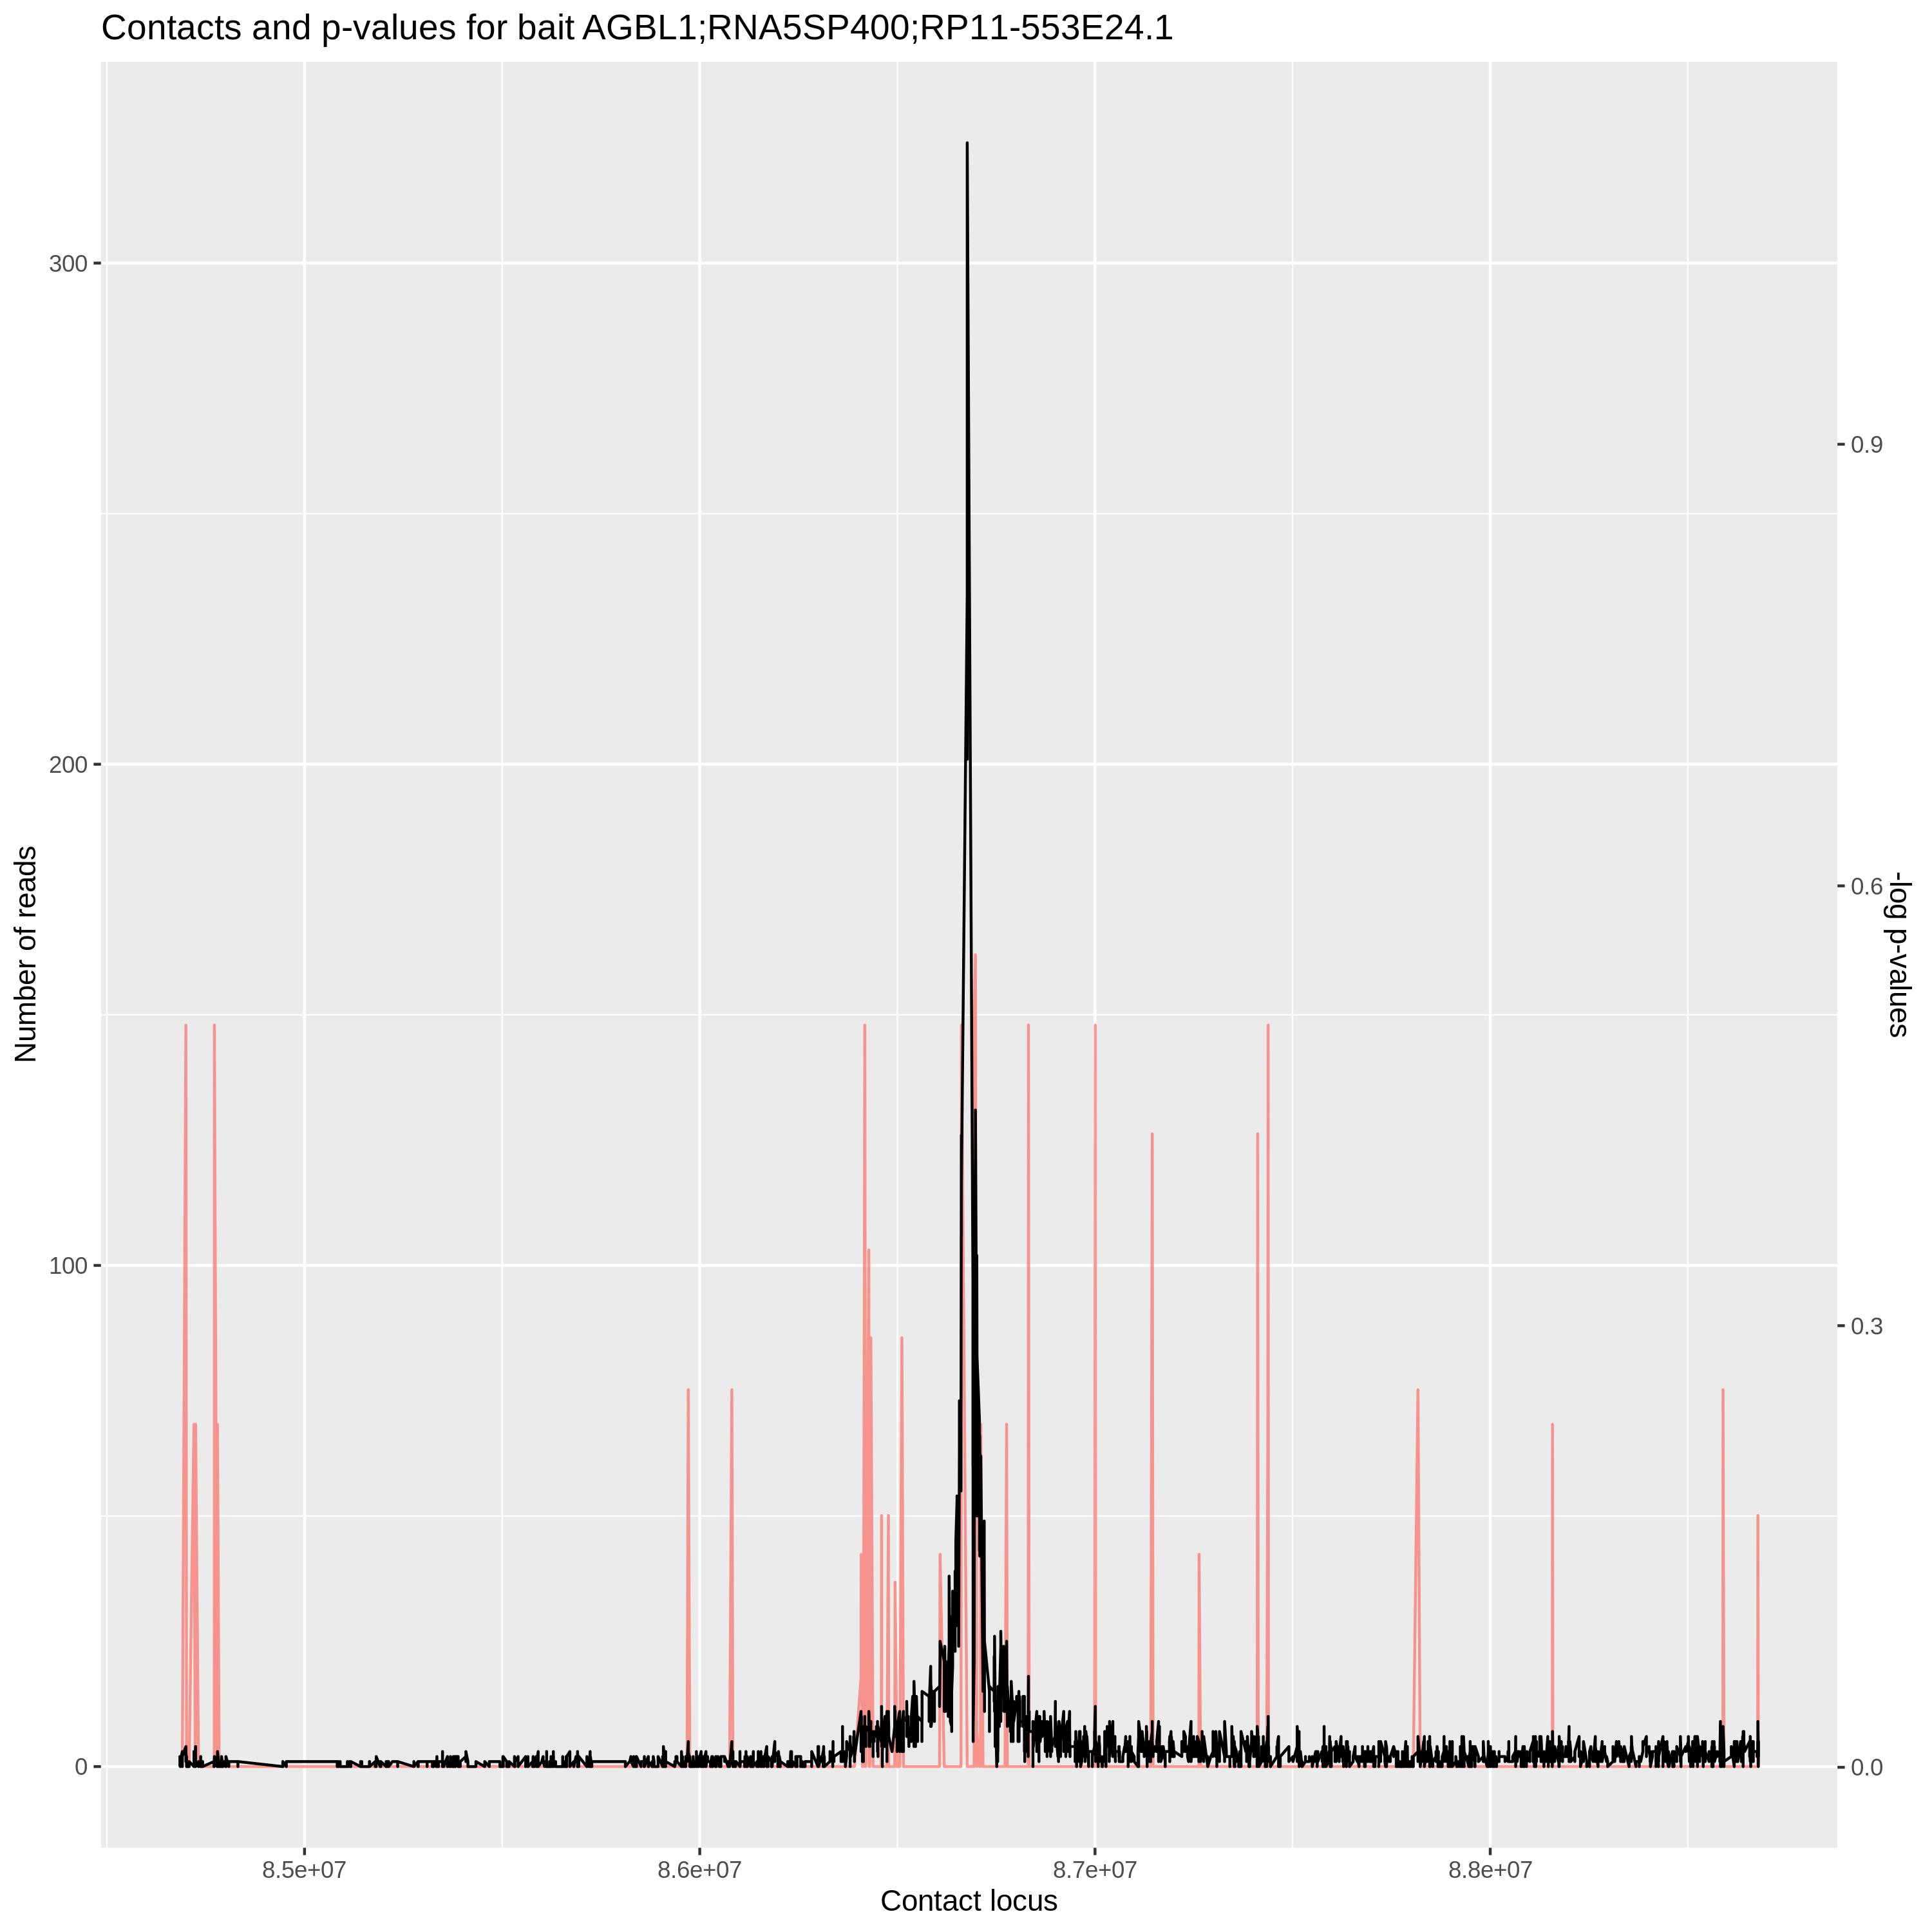 Contacts and p-values for bait AGBL1;RNA5SP400;RP11-553E24.1
Number of reads
300
200
100
0
0.9
0.6
0.3
0.0
-log p-values
8.5e+07
8.6e+07
8.7e+07
8.8e+07
Contact locus